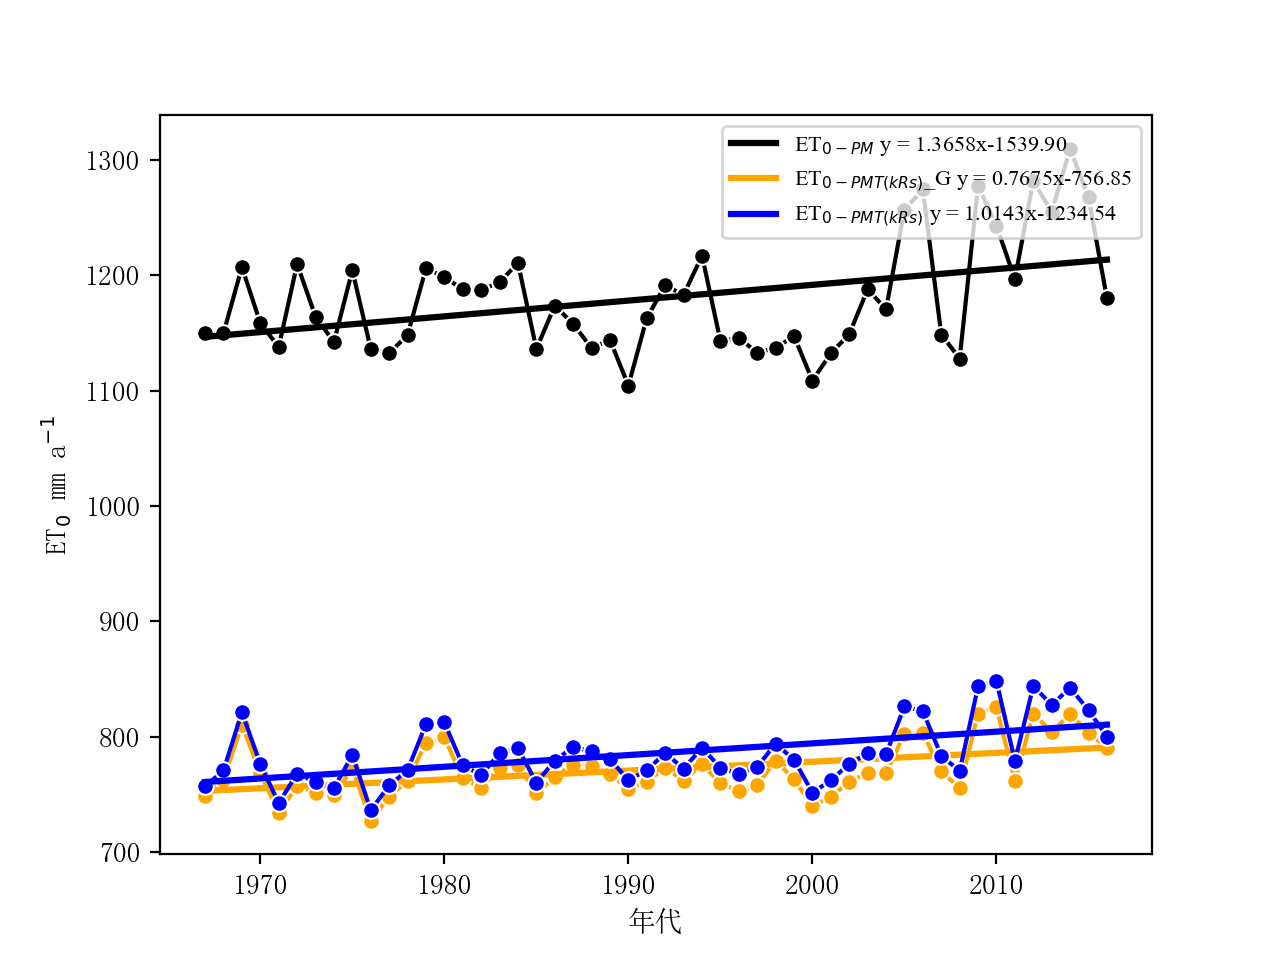 ET0−PM y = 1.3658x-1539.90
ET0−PMT(kRs)_G y = 0.7675x-756.85
ET0−PMT(kRs) y = 1.0143x-1234.54
1300
1200
1100
1000
900
800
700
ET0 mm a−1
1970 1980 1990 2000 2010
年代